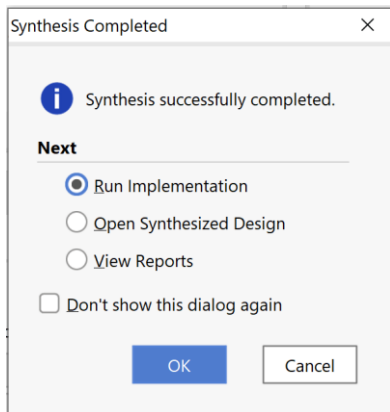 Synthesis Completed
Synthesis successfully completed.
Next
Run Implementation
Open Synthesized Design
View Reports
Don't show this dialog again
OK
Cancel